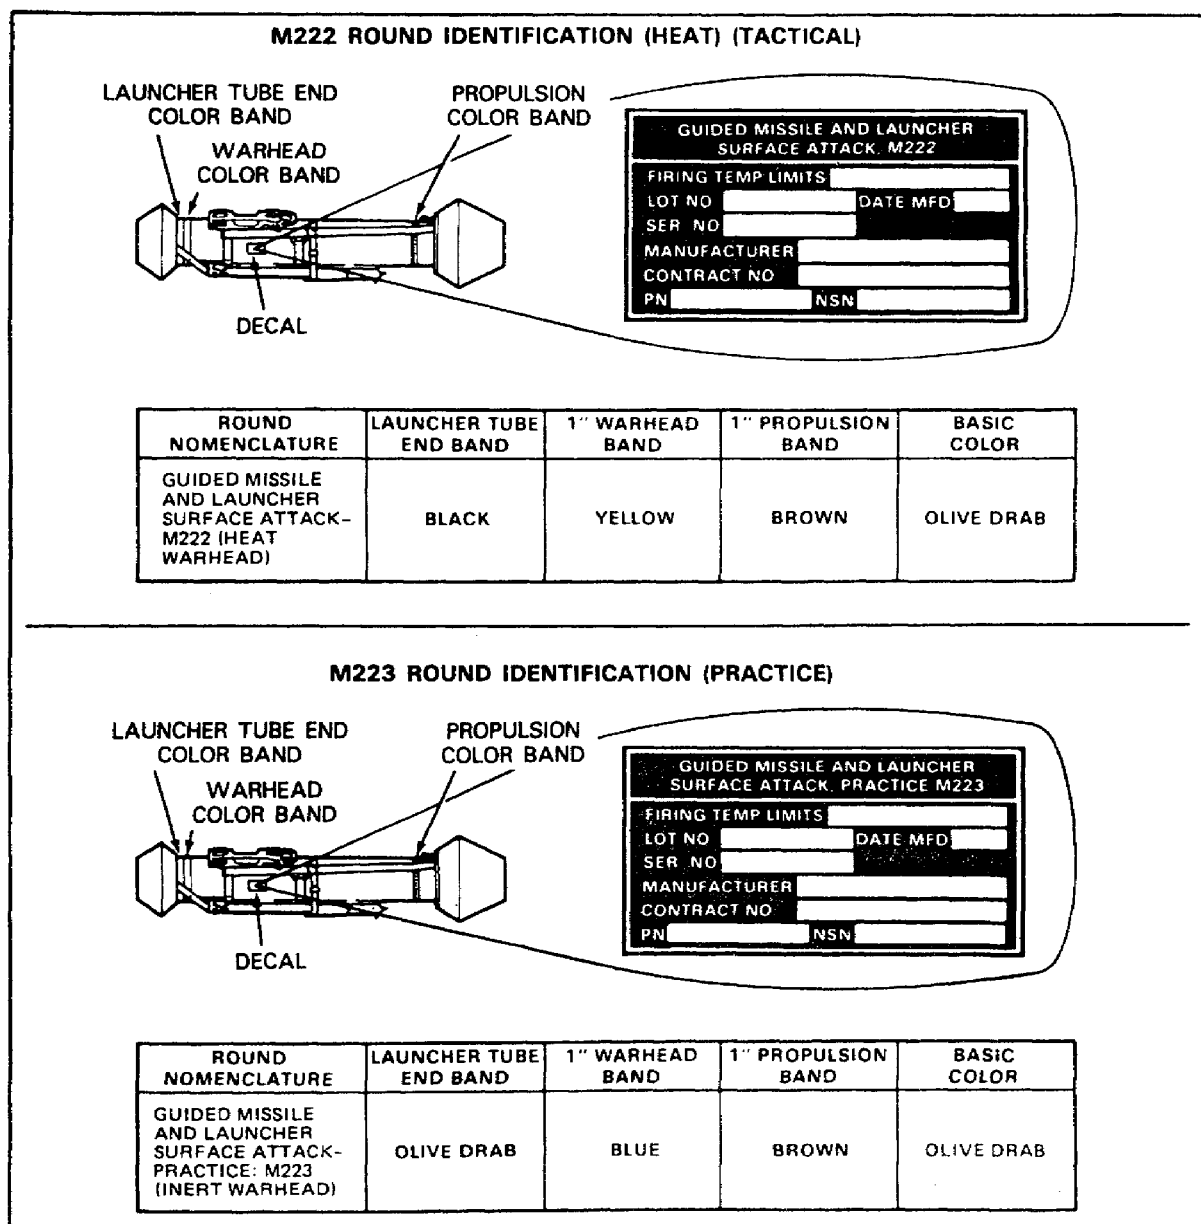 M222 ROUND IDENTIFICATION (HEAT) (TACTICAL)
LAUNCHER TUBE END
COLOR BAND
WARHEAD
COLOR BAND
PROPULSION
COLOR BAND
DECAL
GUIDED MISSILE AND LAUNCHER
SURFACE ATTACK, M222
FIRING TEMP LIMITS
LOT NO DATE MFD
SER NO
MANUFACTURER
CONTRACT NO
PN NSN
ROUND
NOMENCLATURE
LAUNCHER TUBE
END BAND
1" WARHEAD
BAND
1" PROPULSION
BAND
BASIC
COLOR
GUIDED MISSILE
AND LAUNCHER
SURFACE ATTACK–
M222 (HEAT
WARHEAD)
BLACK
YELLOW
BROWN
OLIVE DRAB
M223 ROUND IDENTIFICATION (PRACTICE)
LAUNCHER TUBE END
COLOR BAND
WARHEAD
COLOR BAND
PROPULSION
COLOR BAND
DECAL
GUIDED MISSILE AND LAUNCHER
SURFACE ATTACK, PRACTICE M223
FIRING TEMP LIMITS
LOT NO DATE MFD
SER NO
MANUFACTURER
CONTRACT NO
PN NSN
ROUND
NOMENCLATURE
LAUNCHER TUBE
END BAND
1" WARHEAD
BAND
1" PROPULSION
BAND
BASIC
COLOR
GUIDED MISSILE
AND LAUNCHER
SURFACE ATTACK–
PRACTICE: M223
(INERT WARHEAD)
OLIVE DRAB
BLUE
BROWN
OLIVE DRAB